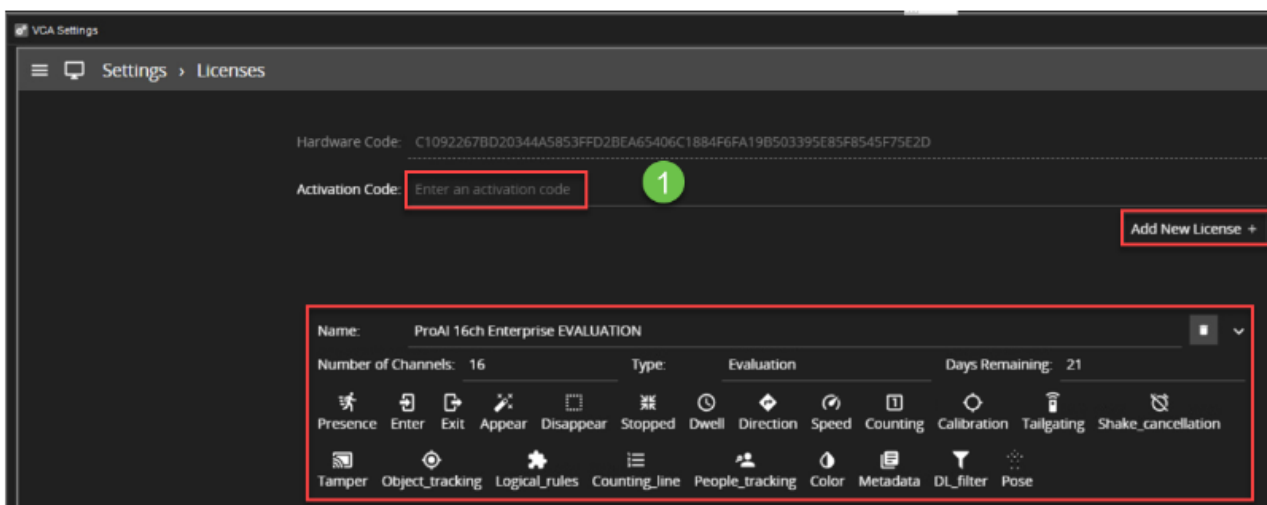 VCA Settings
Settings › Licenses
Hardware Code: C1092267BD20344A5853FFD2BEA65406C1884F6FA19B503395E85F8545F75E2D
Activation Code: Enter an activation code 1
Add New License +
Name: ProAI 16ch Enterprise EVALUATION
Number of Channels: 16 Type: Evaluation Days Remaining: 21
Presence Enter Exit Appear Disappear Stopped Dwell Direction Speed Counting Calibration Tailgating Shake_cancellation
Tamper Object_tracking Logical_rules Counting_line People_tracking Color Metadata DL_filter Pose